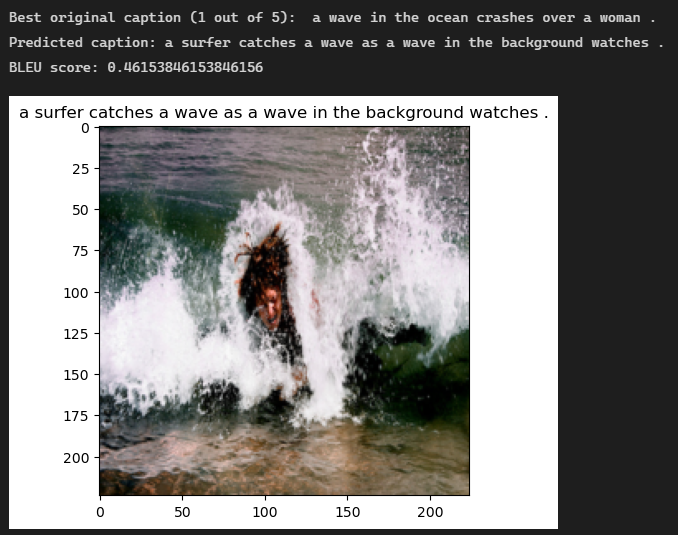 Best original caption (1 out of 5):  a wave in the ocean crashes over a woman .
Predicted caption: a surfer catches a wave as a wave in the background watches .
BLEU score: 0.46153846153846156
a surfer catches a wave as a wave in the background watches .
0
25
50
75
100
125
150
175
200
0 50 100 150 200